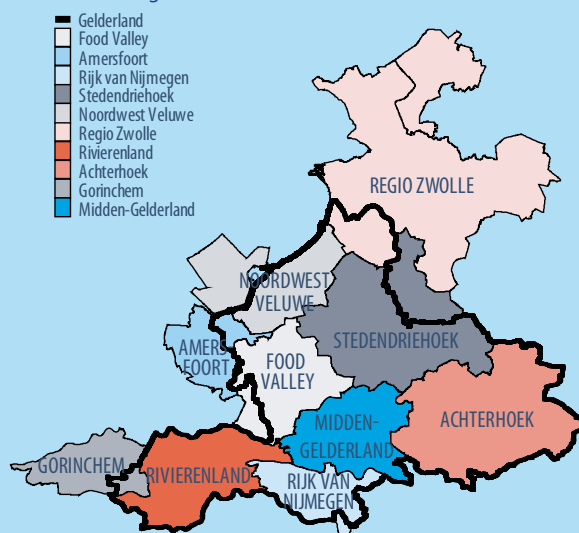 Gelderland
Food Valley
Amersfoort
Rijk van Nijmegen
Stedendriehoek
Noordwest Veluwe
Regio Zwolle
Rivierenland
Achterhoek
Gorinchem
Midden-Gelderland
REGIO ZWOLLE
NOORDWEST
VELUWE
STEDENDRIEHOEK
AMERS
FOORT
FOOD
VALLEY
MIDDEN-
GELDERLAND
ACHTERHOEK
GORINCHEM
RIVIERENLAND
RIJK VAN
NIJMEGEN